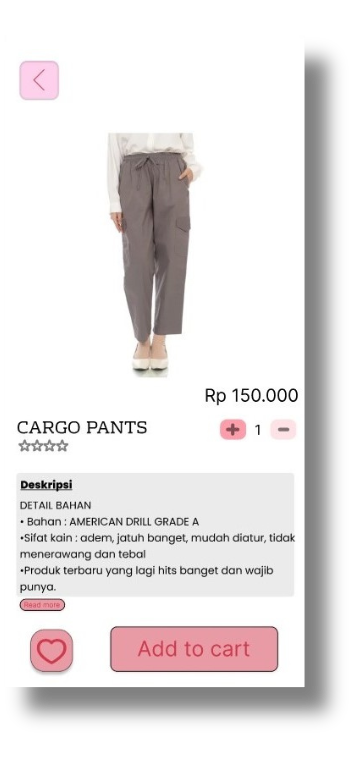 Rp 150.000
CARGO PANTS
1
Deskripsi
DETAIL BAHAN
• Bahan : AMERICAN DRILL GRADE A
•Sifat kain : adem, jatuh banget, mudah diatur, tidak
menerawang dan tebal
•Produk terbaru yang lagi hits banget dan wajib
punya.
Read more
Add to cart